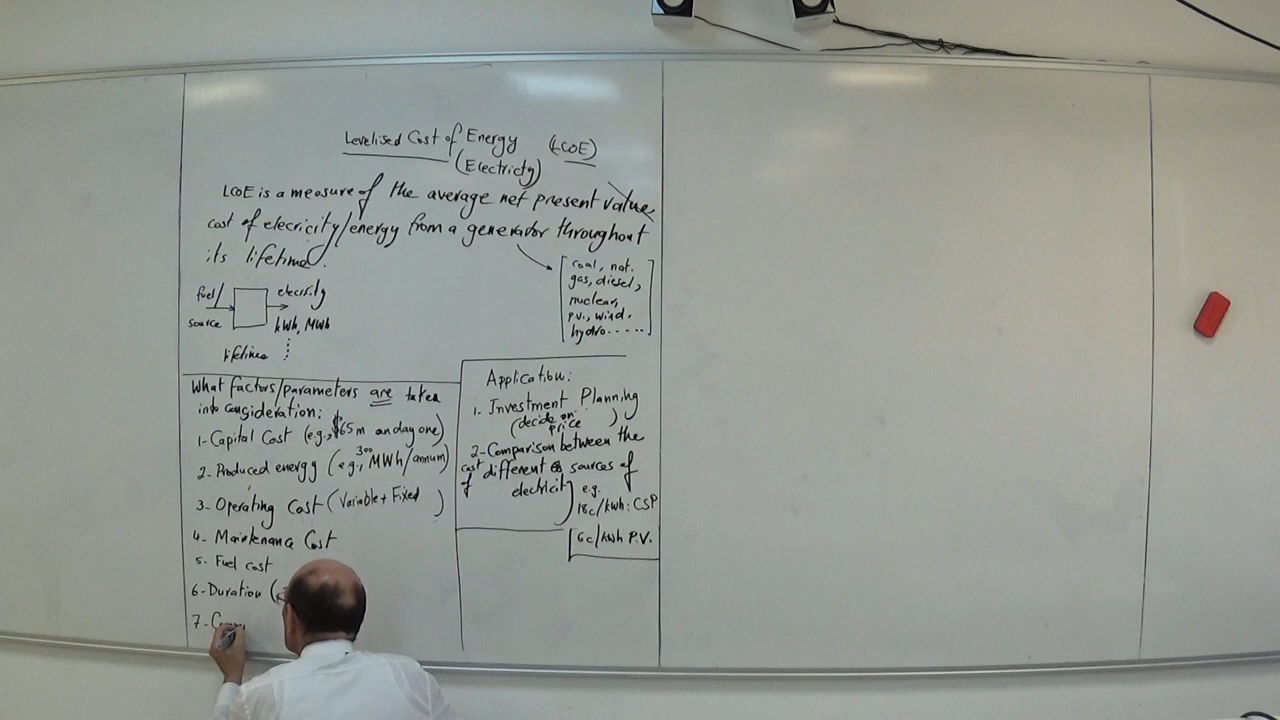 Levelised Cost of Energy (LCOE)
(Electricity)
LCOE is a measure of the average net present value
cost of elecricity/energy from a generator throughout
its lifetime.
coal, nat.
gas, diesel,
nuclear,
p.v., wind,
hydro.....
fuel/
source
elecrisity
kWh, MWh
lifetime
What factors/parameters are taken
into consideration:
1- Capital Cost (e.g., $65m on day one)
2- Produced energy (e.g., 300 MWh/annum)
3- Operating Cost (Variable + Fixed )
4- Maintenance Cost
5- Fuel cost
6- Duration (
7-
Application:
1- Investment Planning
(decide on price )
2- Comparison between the
cost of different sources of
electricity
e.g.
18c/kwh: CSP
6c/kwh P.V.